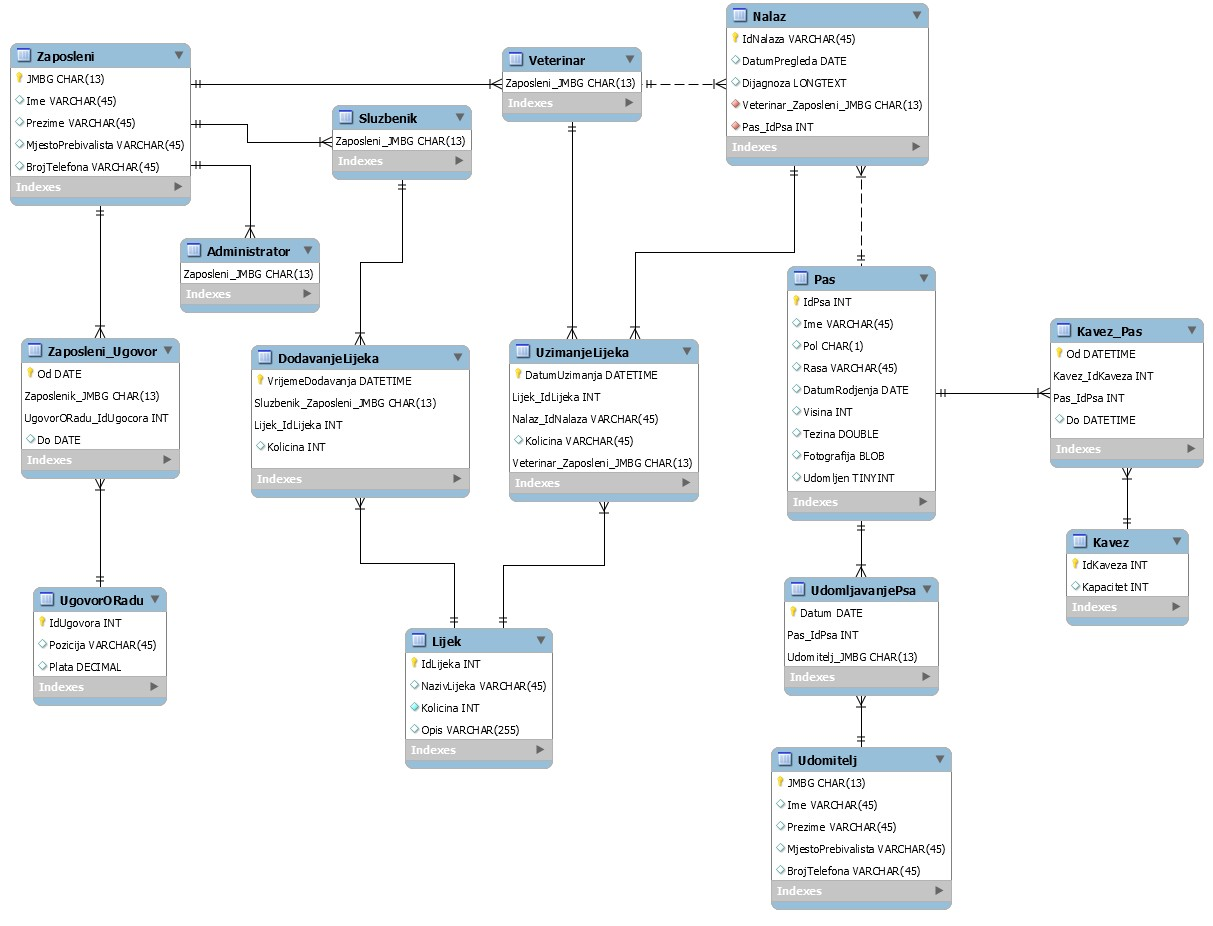 Zaposleni
JMBG CHAR(13)
Ime VARCHAR(45)
Prezime VARCHAR(45)
MjestoPrebivalista VARCHAR(45)
BrojTelefona VARCHAR(45)
Indexes
Veterinar
Zaposleni_JMBG CHAR(13)
Indexes
Nalaz
IdNalaza VARCHAR(45)
DatumPregleda DATE
Dijagnoza LONGTEXT
Veterinar_Zaposleni_JMBG CHAR(13)
Pas_IdPsa INT
Indexes
Sluzbenik
Zaposleni_JMBG CHAR(13)
Indexes
Administrator
Zaposleni_JMBG CHAR(13)
Indexes
Zaposleni_Ugovor
Od DATE
Zaposlenik_JMBG CHAR(13)
UgovorORadu_IdUgocora INT
Do DATE
Indexes
DodavanjeLijeka
VrijemeDodavanja DATETIME
Sluzbenik_Zaposleni_JMBG CHAR(13)
Lijek_IdLijeka INT
Kolicina INT
Indexes
UzimanjeLijeka
DatumUzimanja DATETIME
Lijek_IdLijeka INT
Nalaz_IdNalaza VARCHAR(45)
Kolicina VARCHAR(45)
Veterinar_Zaposleni_JMBG CHAR(13)
Indexes
Pas
IdPsa INT
Ime VARCHAR(45)
Pol CHAR(1)
Rasa VARCHAR(45)
DatumRodjenja DATE
Visina INT
Tezina DOUBLE
Fotografija BLOB
Udomljen TINYINT
Indexes
Kavez_Pas
Od DATETIME
Kavez_IdKaveza INT
Pas_IdPsa INT
Do DATETIME
Indexes
Kavez
IdKaveza INT
Kapacitet INT
Indexes
UgovorORadu
IdUgovora INT
Pozicija VARCHAR(45)
Plata DECIMAL
Indexes
Lijek
IdLijeka INT
NazivLijeka VARCHAR(45)
Kolicina INT
Opis VARCHAR(255)
Indexes
UdomljavanjePsa
Datum DATE
Pas_IdPsa INT
Udomitelj_JMBG CHAR(13)
Indexes
Udomitelj
JMBG CHAR(13)
Ime VARCHAR(45)
Prezime VARCHAR(45)
MjestoPrebivalista VARCHAR(45)
BrojTelefona VARCHAR(45)
Indexes